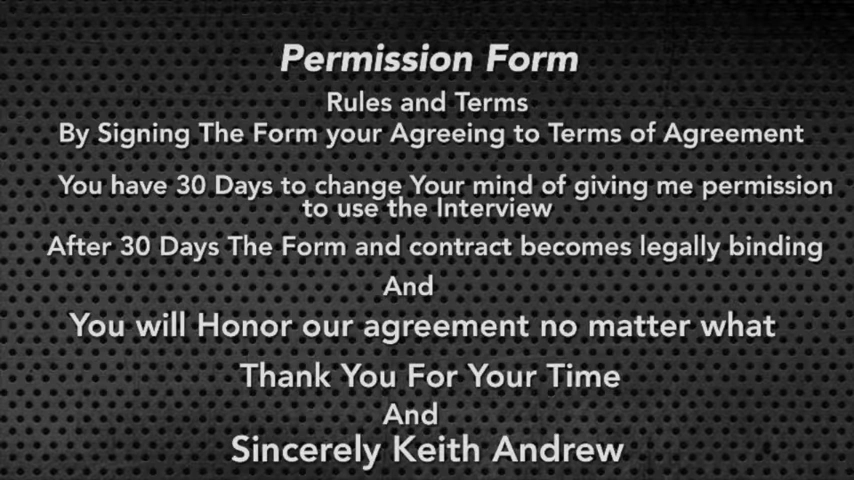 Permission Form
Rules and Terms
By Signing The Form your Agreeing to Terms of Agreement
You have 30 Days to change Your mind of giving me permission
to use the Interview
After 30 Days The Form and contract becomes legally binding
And
You will Honor our agreement no matter what
Thank You For Your Time
And
Sincerely Keith Andrew